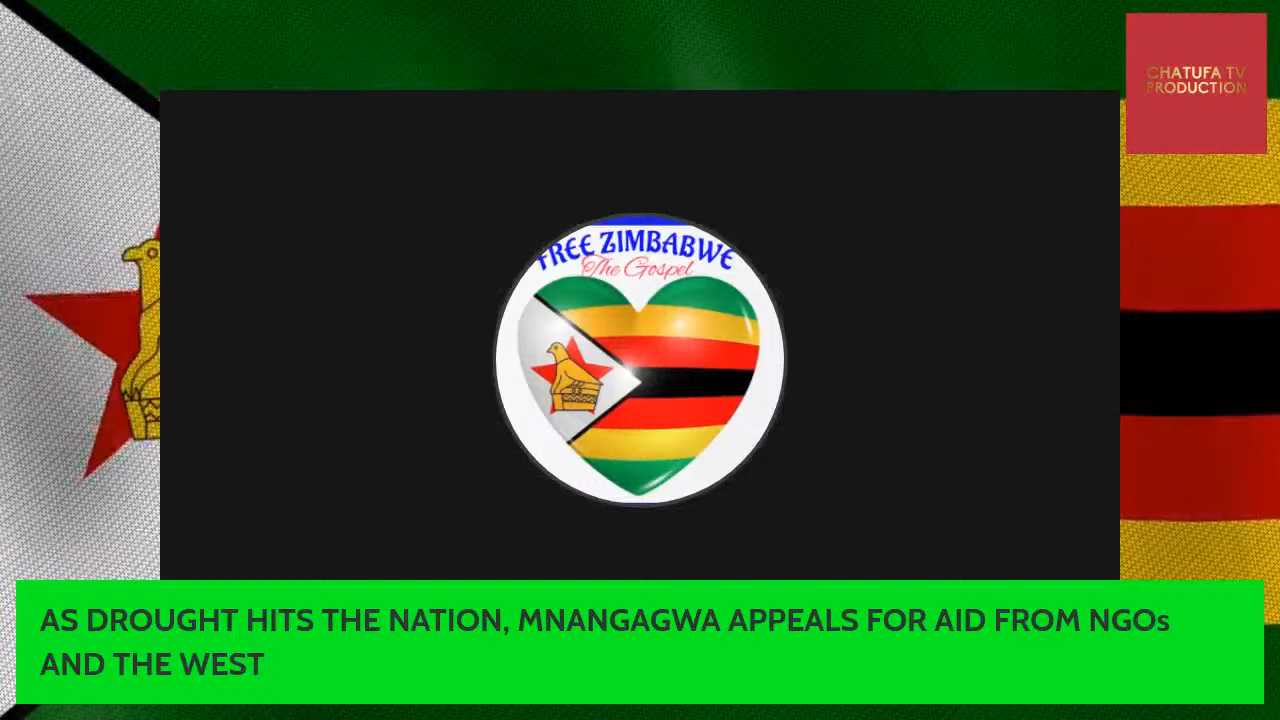 CHATUFA TV
PRODUCTION
FREE ZIMBABWE
The Gospel
AS DROUGHT HITS THE NATION, MNANGAGWA APPEALS FOR AID FROM NGOs
AND THE WEST